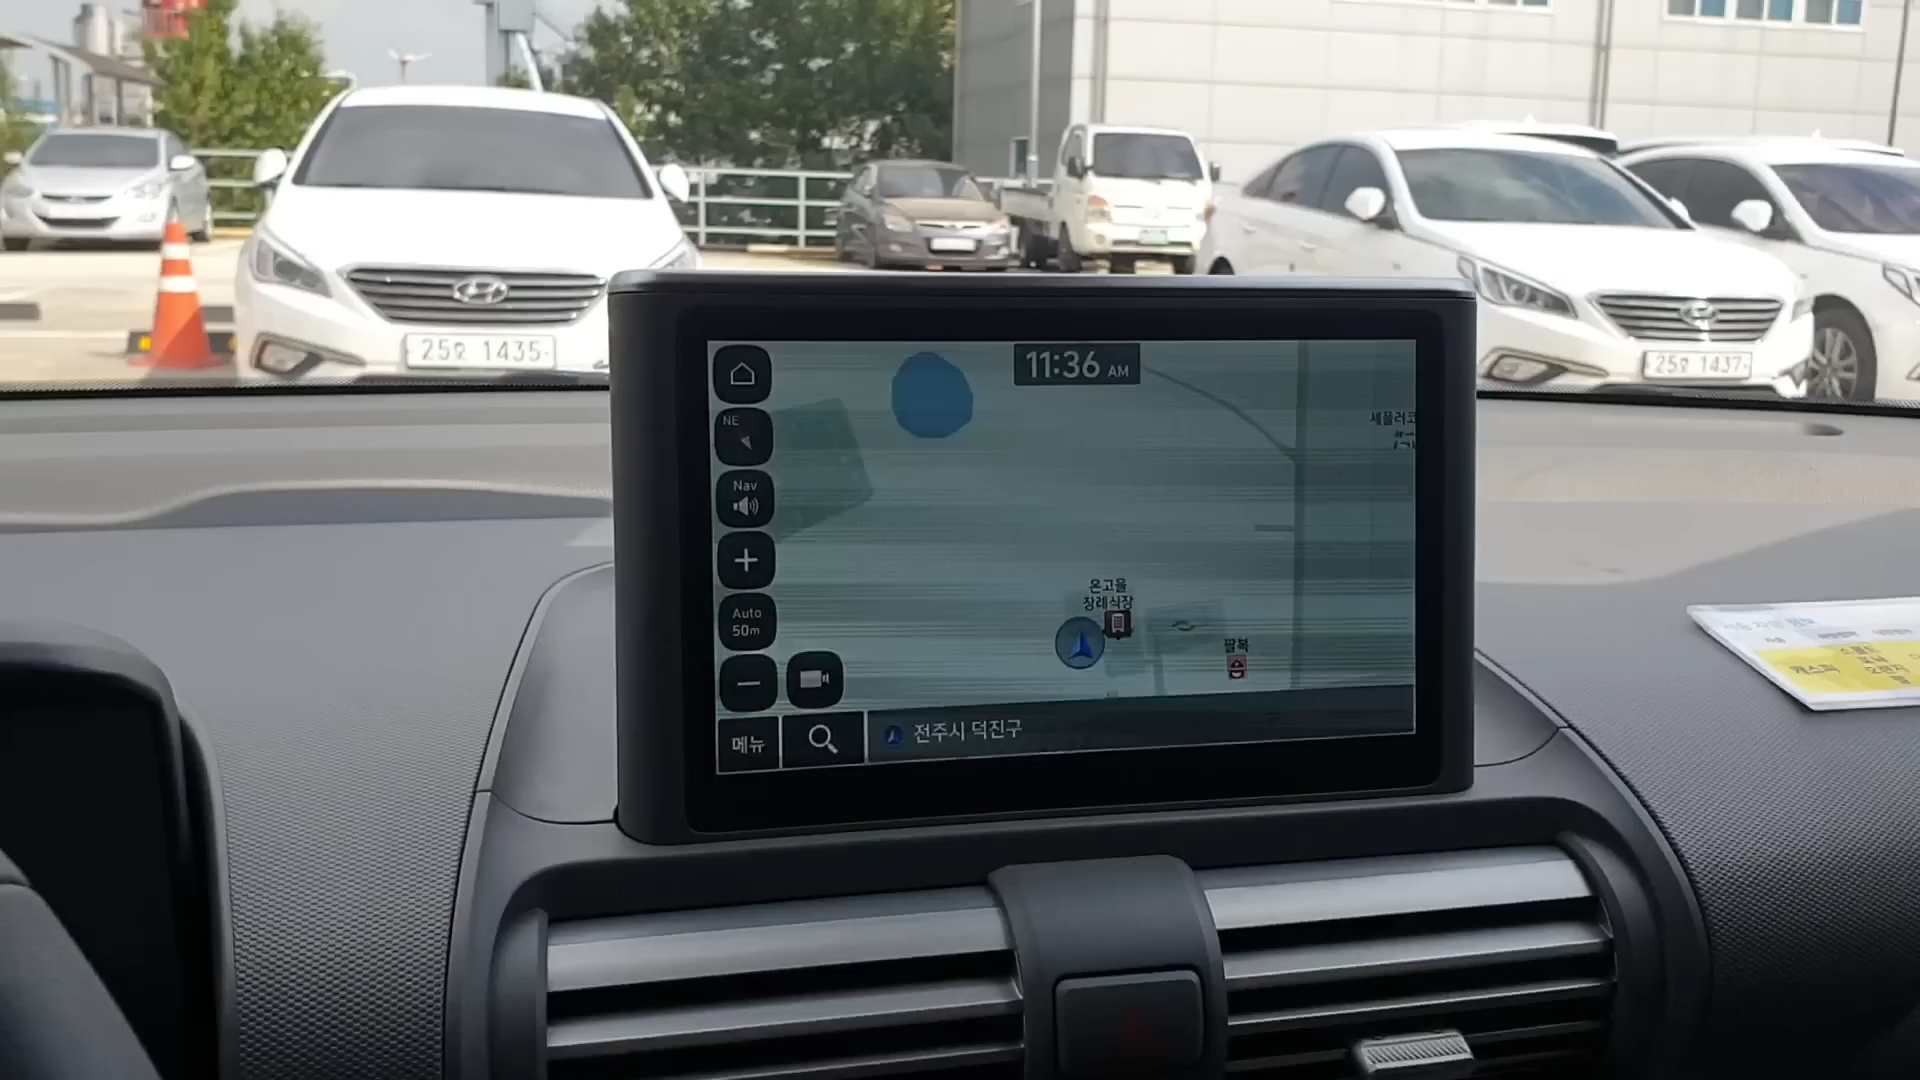 25오 1435
25오 1437
11:36 AM
NE
Nav
Auto
50m
온고을
장례식장
팔복
메뉴
전주시 덕진구